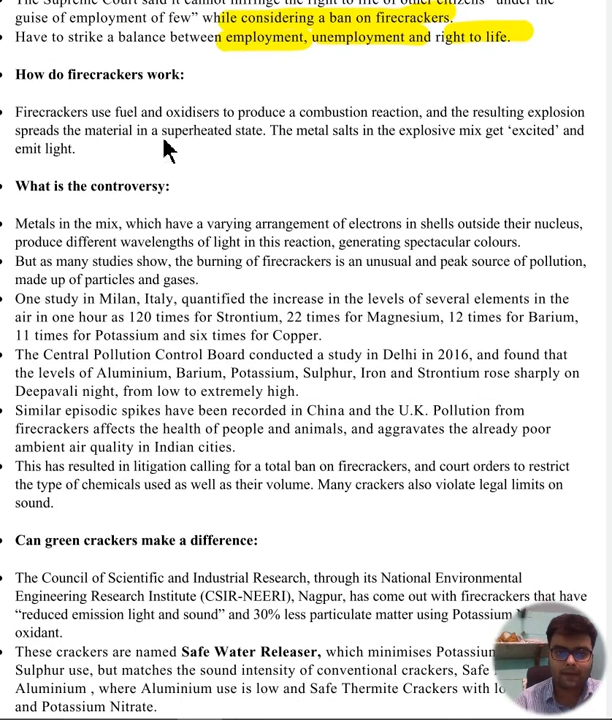 The Supreme Court said it cannot infringe the right to life of other citizens "under the
guise of employment of few” while considering a ban on firecrackers.
Have to strike a balance between employment, unemployment and right to life.
How do firecrackers work:
Firecrackers use fuel and oxidisers to produce a combustion reaction, and the resulting explosion
spreads the material in a superheated state. The metal salts in the explosive mix get ‘excited’ and
emit light.
What is the controversy:
Metals in the mix, which have a varying arrangement of electrons in shells outside their nucleus,
produce different wavelengths of light in this reaction, generating spectacular colours.
But as many studies show, the burning of firecrackers is an unusual and peak source of pollution,
made up of particles and gases.
One study in Milan, Italy, quantified the increase in the levels of several elements in the
air in one hour as 120 times for Strontium, 22 times for Magnesium, 12 times for Barium,
11 times for Potassium and six times for Copper.
The Central Pollution Control Board conducted a study in Delhi in 2016, and found that
the levels of Aluminium, Barium, Potassium, Sulphur, Iron and Strontium rose sharply on
Deepavali night, from low to extremely high.
Similar episodic spikes have been recorded in China and the U.K. Pollution from
firecrackers affects the health of people and animals, and aggravates the already poor
ambient air quality in Indian cities.
This has resulted in litigation calling for a total ban on firecrackers, and court orders to restrict
the type of chemicals used as well as their volume. Many crackers also violate legal limits on
sound.
Can green crackers make a difference:
The Council of Scientific and Industrial Research, through its National Environmental
Engineering Research Institute (CSIR-NEERI), Nagpur, has come out with firecrackers that have
“reduced emission light and sound” and 30% less particulate matter using Potassium
oxidant.
These crackers are named Safe Water Releaser, which minimises Potassium
Sulphur use, but matches the sound intensity of conventional crackers, Safe
Aluminium , where Aluminium use is low and Safe Thermite Crackers with
and Potassium Nitrate.